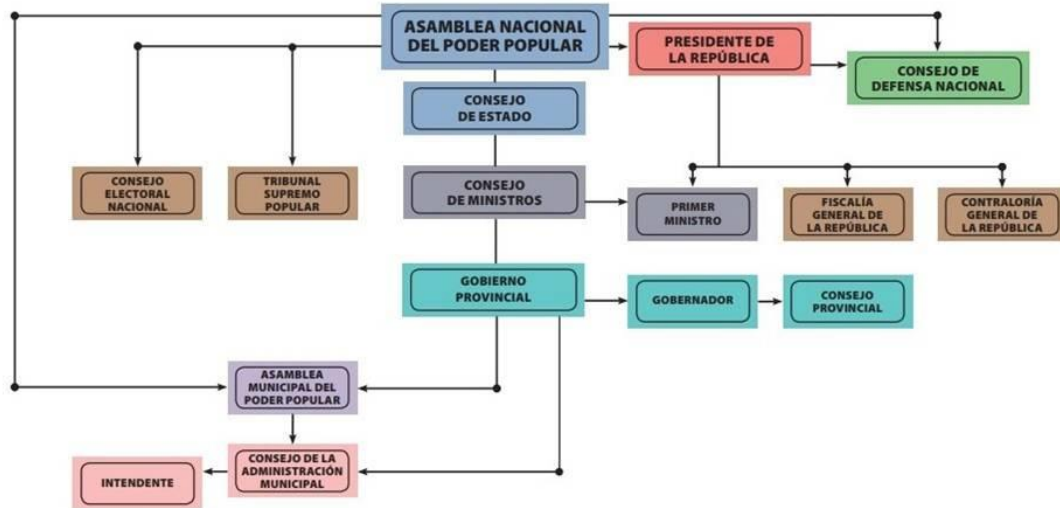 ASAMBLEA NACIONAL
DEL PODER POPULAR
PRESIDENTE DE
LA REPÚBLICA
CONSEJO DE
DEFENSA NACIONAL
CONSEJO
DE ESTADO
CONSEJO
ELECTORAL
NACIONAL
TRIBUNAL
SUPREMO
POPULAR
CONSEJO
DE MINISTROS
PRIMER
MINISTRO
FISCALÍA
GENERAL DE
LA REPÚBLICA
CONTRALORÍA
GENERAL DE
LA REPÚBLICA
GOBIERNO
PROVINCIAL
GOBERNADOR
CONSEJO
PROVINCIAL
ASAMBLEA
MUNICIPAL DEL
PODER POPULAR
CONSEJO DE LA
ADMINISTRACIÓN
MUNICIPAL
INTENDENTE